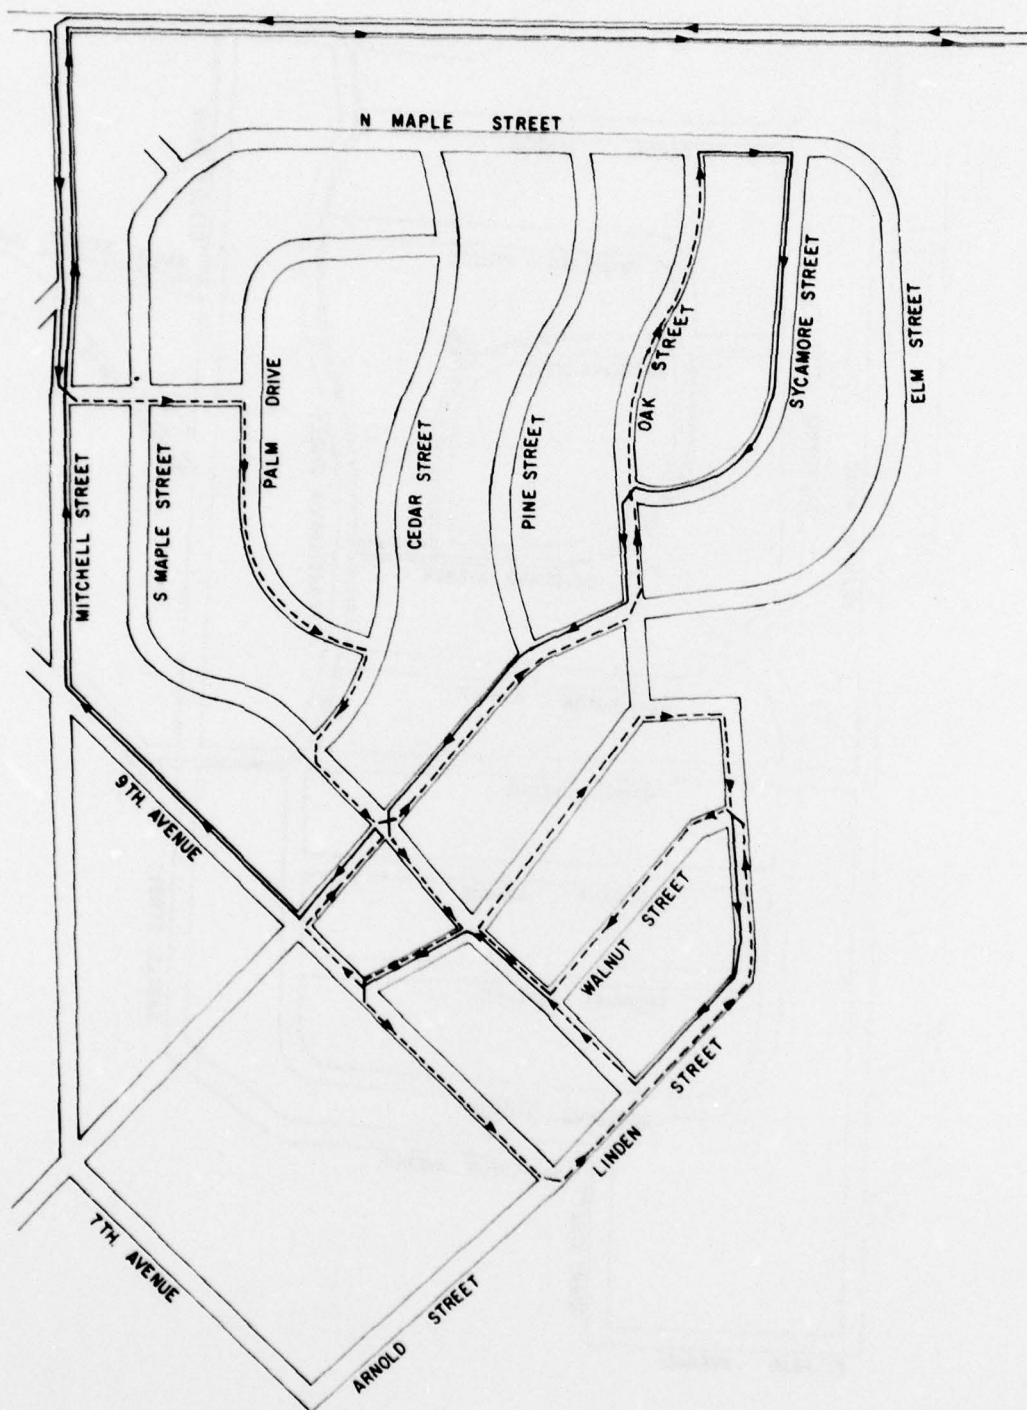 N MAPLE STREET
SYCAMORE STREET
ELM STREET
OAK STREET
PALM DRIVE
CEDAR STREET
PINE STREET
MITCHELL STREET
S MAPLE STREET
9TH. AVENUE
WALNUT STREET
LINDEN STREET
7TH. AVENUE
ARNOLD STREET